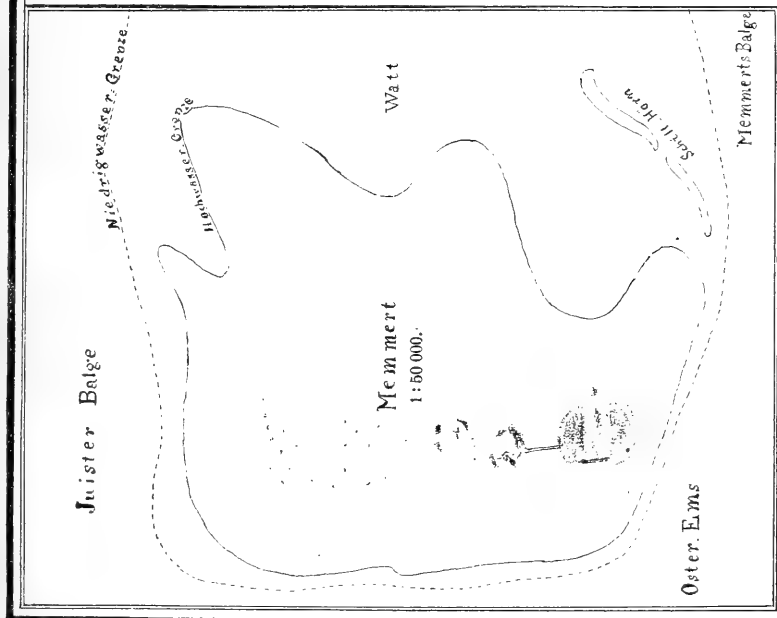 Niedrigwasser-Grenze
Hochwasser-Grenze
Juister Balge
Watt
Memmert
1:50 000.
Schill-Horn
Memmerts Balge
Oster-Ems